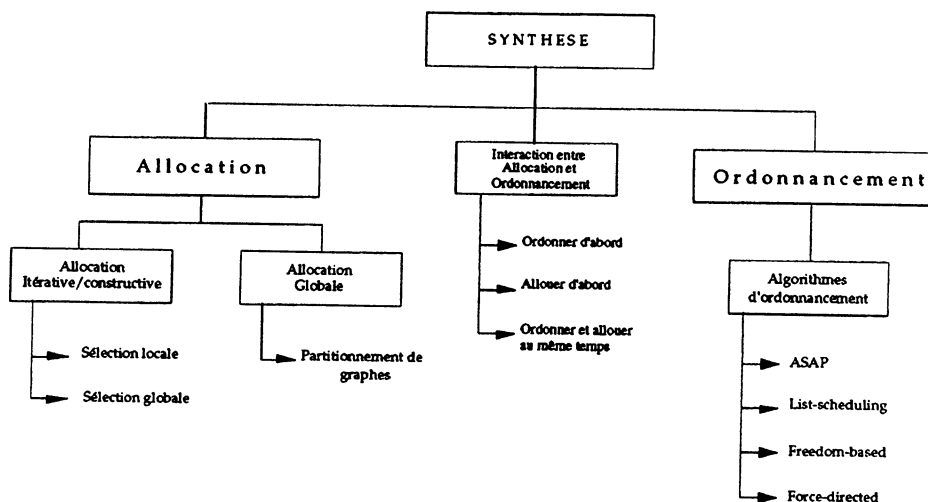 SYNTHESE
Allocation
Interaction entre
Allocation et
Ordonnancement
Ordonnancement
Allocation
Itérative/constructive
Allocation
Globale
Ordonner d'abord
Allouer d'abord
Ordonner et allouer
au même temps
Algorithmes
d'ordonnancement
Sélection locale
Sélection globale
Partitionnement de
graphes
ASAP
List-scheduling
Freedom-based
Force-directed